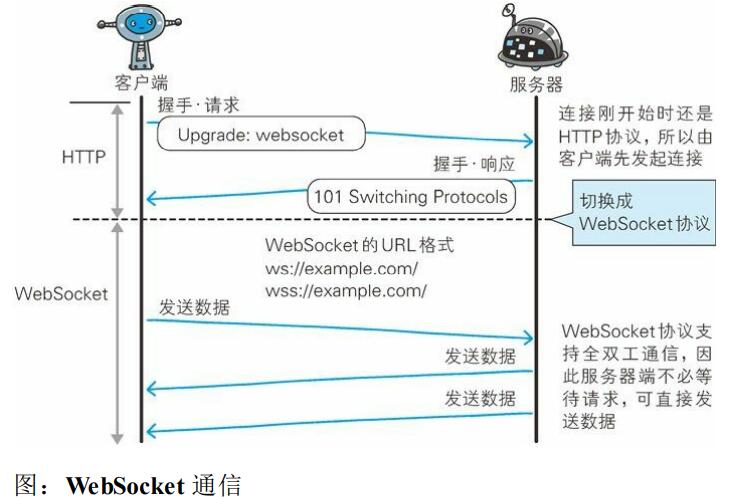 客户端
服务器
握手·请求
Upgrade: websocket
HTTP
握手·响应
101 Switching Protocols
连接刚开始时还是
HTTP协议，所以由
客户端先发起连接
切换成
WebSocket协议
WebSocket的URL格式
ws://example.com/
wss://example.com/
WebSocket
发送数据
发送数据
发送数据
WebSocket协议支
持全双工通信，因
此服务器端不必等
待请求，可直接发
送数据
图：WebSocket 通信